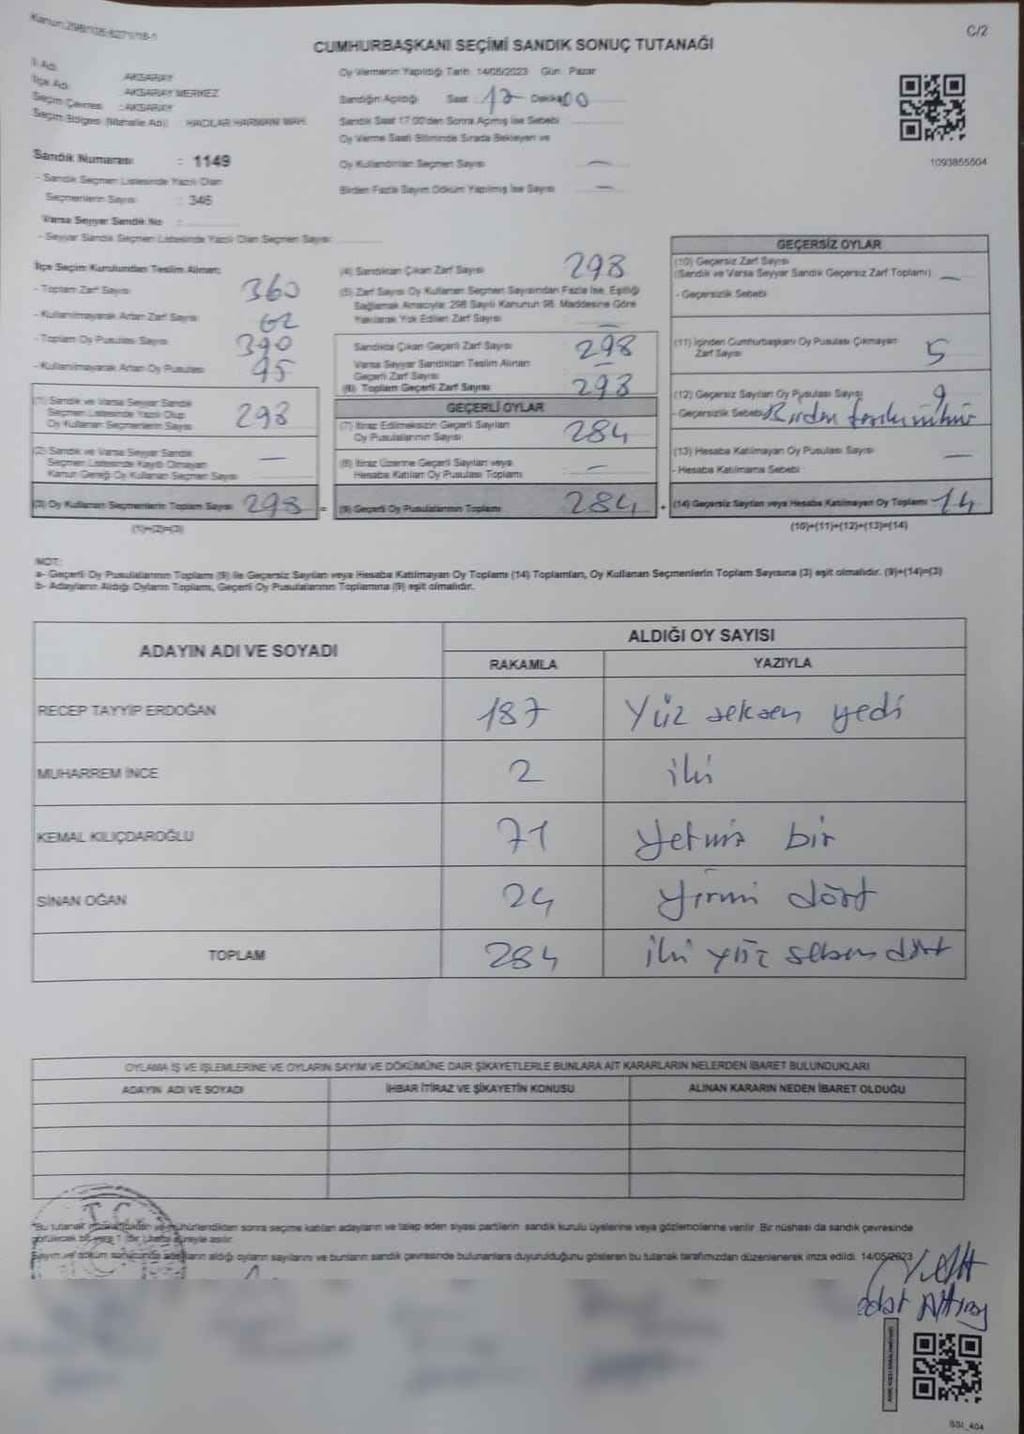 Kanun:298/105-6271/18-1
C/2
CUMHURBAŞKANI SEÇİMİ SANDIK SONUÇ TUTANAĞI
İl Adı : AKSARAY
İlçe Adı : AKSARAY MERKEZ
Seçim Çevresi : AKSARAY
Seçim Bölgesi (Mahalle Adı) : HACILAR HARMANI MAH.
Sandık Numarası : 1149
- Sandık Seçmen Listesinde Yazılı Olan
Seçmenlerin Sayısı : 346
Varsa Seyyar Sandık No :
- Seyyar Sandık Seçmen Listesinde Yazılı Olan Seçmen Sayısı :
Oy Vermenin Yapıldığı Tarih: 14/05/2023 Gün: Pazar
Sandığın Açıldığı Saat : 17 Dakika 00
Sandık Saat 17:00'den Sonra Açılmış İse Sebebi
Oy Verme Saati Bitiminde Sırada Bekleyen ve
Oy Kullandırılan Seçmen Sayısı —
Birden Fazla Sayım Döküm Yapılmış İse Sayısı —
1093855504
İlçe Seçim Kurulundan Teslim Alınan:
- Toplam Zarf Sayısı 360
- Kullanılmayarak Artan Zarf Sayısı 62
- Toplam Oy Pusulası Sayısı 390
- Kullanılmayarak Artan Oy Pusulası 95
(1) Sandık ve Varsa Seyyar Sandık
Seçmen Listesinde Yazılı Olup
Oy Kullanan Seçmenlerin Sayısı 298
(2) Sandık ve Varsa Seyyar Sandık
Seçmen Listesinde Kayıtlı Olmayan
Kanun Gereği Oy Kullanan Seçmen Sayısı —
(3) Oy Kullanan Seçmenlerin Toplam Sayısı 298 =
(1)+(2)=(3)
(4) Sandıktan Çıkan Zarf Sayısı 298
(5) Zarf Sayısı Oy Kullanan Seçmen Sayısından Fazla İse, Eşitliği
Sağlamak Amacıyla; 298 Sayılı Kanunun 98. Maddesine Göre
Yakılarak Yok Edilen Zarf Sayısı —
Sandıkta Çıkan Geçerli Zarf Sayısı 298
Varsa Seyyar Sandıktan Teslim Alınan
Geçerli Zarf Sayısı
(6) Toplam Geçerli Zarf Sayısı 298
GEÇERLİ OYLAR
(7) İtiraz Edilmeksizin Geçerli Sayılan
Oy Pusulalarının Sayısı 284
(8) İtiraz Üzerine Geçerli Sayılan veya
Hesaba Katılan Oy Pusulası Toplamı —
(9) Geçerli Oy Pusulalarının Toplamı 284 +
GEÇERSİZ OYLAR
(10) Geçersiz Zarf Sayısı
(Sandık ve Varsa Seyyar Sandık Geçersiz Zarf Toplamı) —
- Geçersizlik Sebebi
(11) İçinden Cumhurbaşkanı Oy Pusulası Çıkmayan
Zarf Sayısı 5
(12) Geçersiz Sayılan Oy Pusulası Sayısı 9
- Geçersizlik Sebebi Birden fazla mühür
(13) Hesaba Katılmayan Oy Pusulası Sayısı —
- Hesaba Katılmama Sebebi
(14) Geçersiz Sayılan veya Hesaba Katılmayan Oy Toplamı 14
(10)+(11)+(12)+(13)=(14)
NOT:
a- Geçerli Oy Pusulalarının Toplamı (9) ile Geçersiz Sayılan veya Hesaba Katılmayan Oy Toplamı (14) Toplamları, Oy Kullanan Seçmenlerin Toplam Sayısına (3) eşit olmalıdır. (9)+(14)=(3)
b- Adayların Aldığı Oyların Toplamı, Geçerli Oy Pusulalarının Toplamına (9) eşit olmalıdır.
ADAYIN ADI VE SOYADI
ALDIĞI OY SAYISI
RAKAMLA YAZIYLA
RECEP TAYYİP ERDOĞAN 187 Yüz seksen yedi
MUHARREM İNCE 2 iki
KEMAL KILIÇDAROĞLU 71 Yetmiş bir
SİNAN OĞAN 24 Yirmi dört
TOPLAM 284 iki yüz seksen dört
OYLAMA İŞ VE İŞLEMLERİNE VE OYLARIN SAYIM VE DÖKÜMÜNE DAİR ŞİKAYETLERLE BUNLARA AİT KARARLARIN NELERDEN İBARET BULUNDUKLARI
ADAYIN ADI VE SOYADI İHBAR İTİRAZ VE ŞİKAYETİN KONUSU ALINAN KARARIN NEDEN İBARET OLDUĞU
T.C.
*Bu tutanak ve mühürlendikten sonra seçime katılan adayların ve talep eden siyasi partilerin sandık kurulu üyelerine veya gözlemcilerine verilir. Bir nüshası da sandık çevresinde
görülecek bir yere 1 (bir) hafta süreyle asılır.
Sayım ve döküm sonucunda adayların aldığı oyların sayılarını ve bunların sandık çevresinde bulunanlara duyurulduğunu gösteren bu tutanak tarafımızdan düzenlenerek imza edildi. 14/05/2023
SSI_404